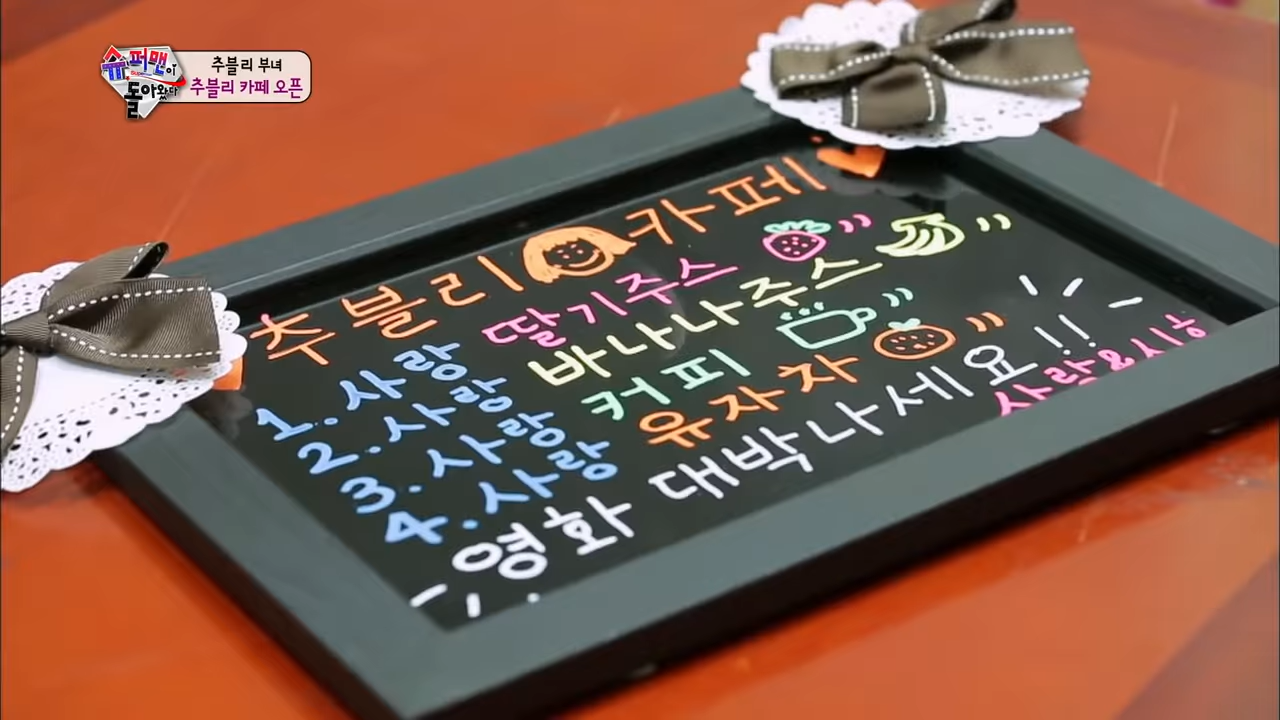 슈퍼맨이
돌아왔다
추블리 부녀
추블리 카페 오픈
추블리 카페
1. 사랑 딸기주스
2. 사랑 바나나주스
3. 사랑 커피
4. 사랑 유자차
영화 대박나세요!!
사랑&시하